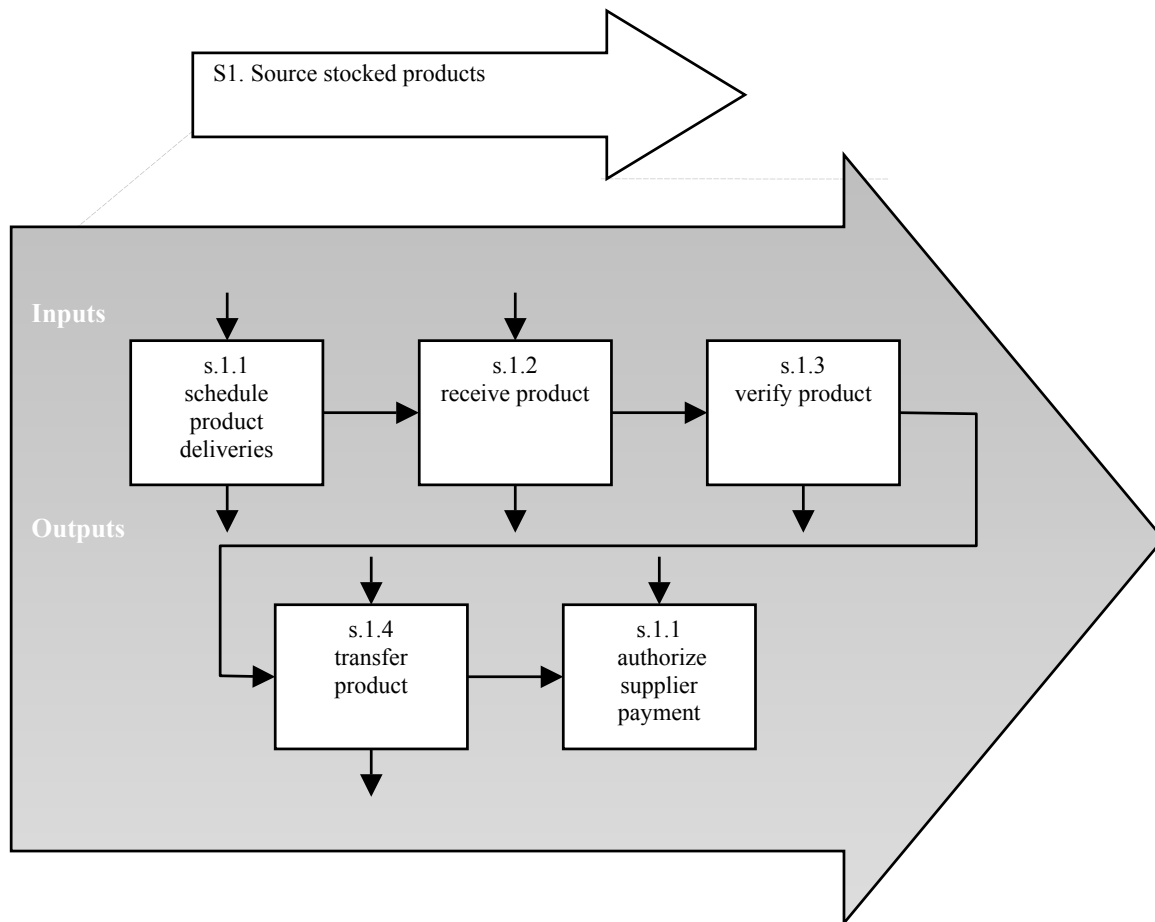 S1. Source stocked products
Inputs
s.1.1
schedule
product
deliveries
s.1.2
receive product
s.1.3
verify product
Outputs
s.1.4
transfer
product
s.1.1
authorize
supplier
payment